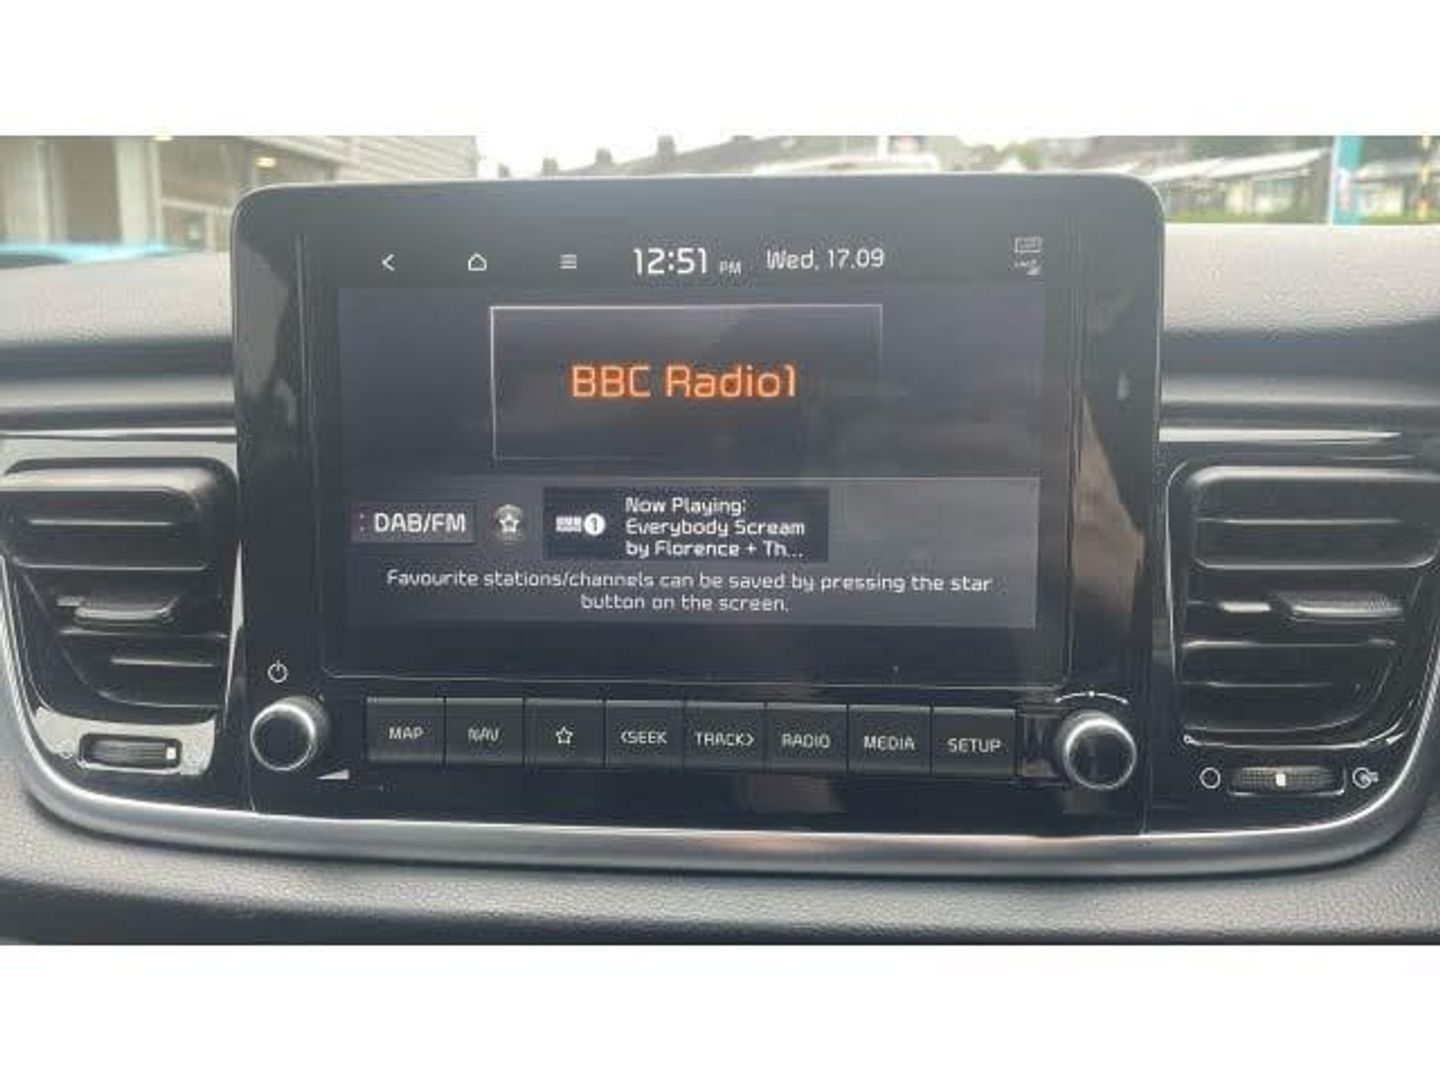 12:51 PM Wed, 17.09
BBC Radio1
DAB/FM
1
Now Playing:
Everybody Scream
by Florence + Th...
Favourite stations/channels can be saved by pressing the star
button on the screen.
MAP NAV <SEEK TRACK> RADIO MEDIA SETUP